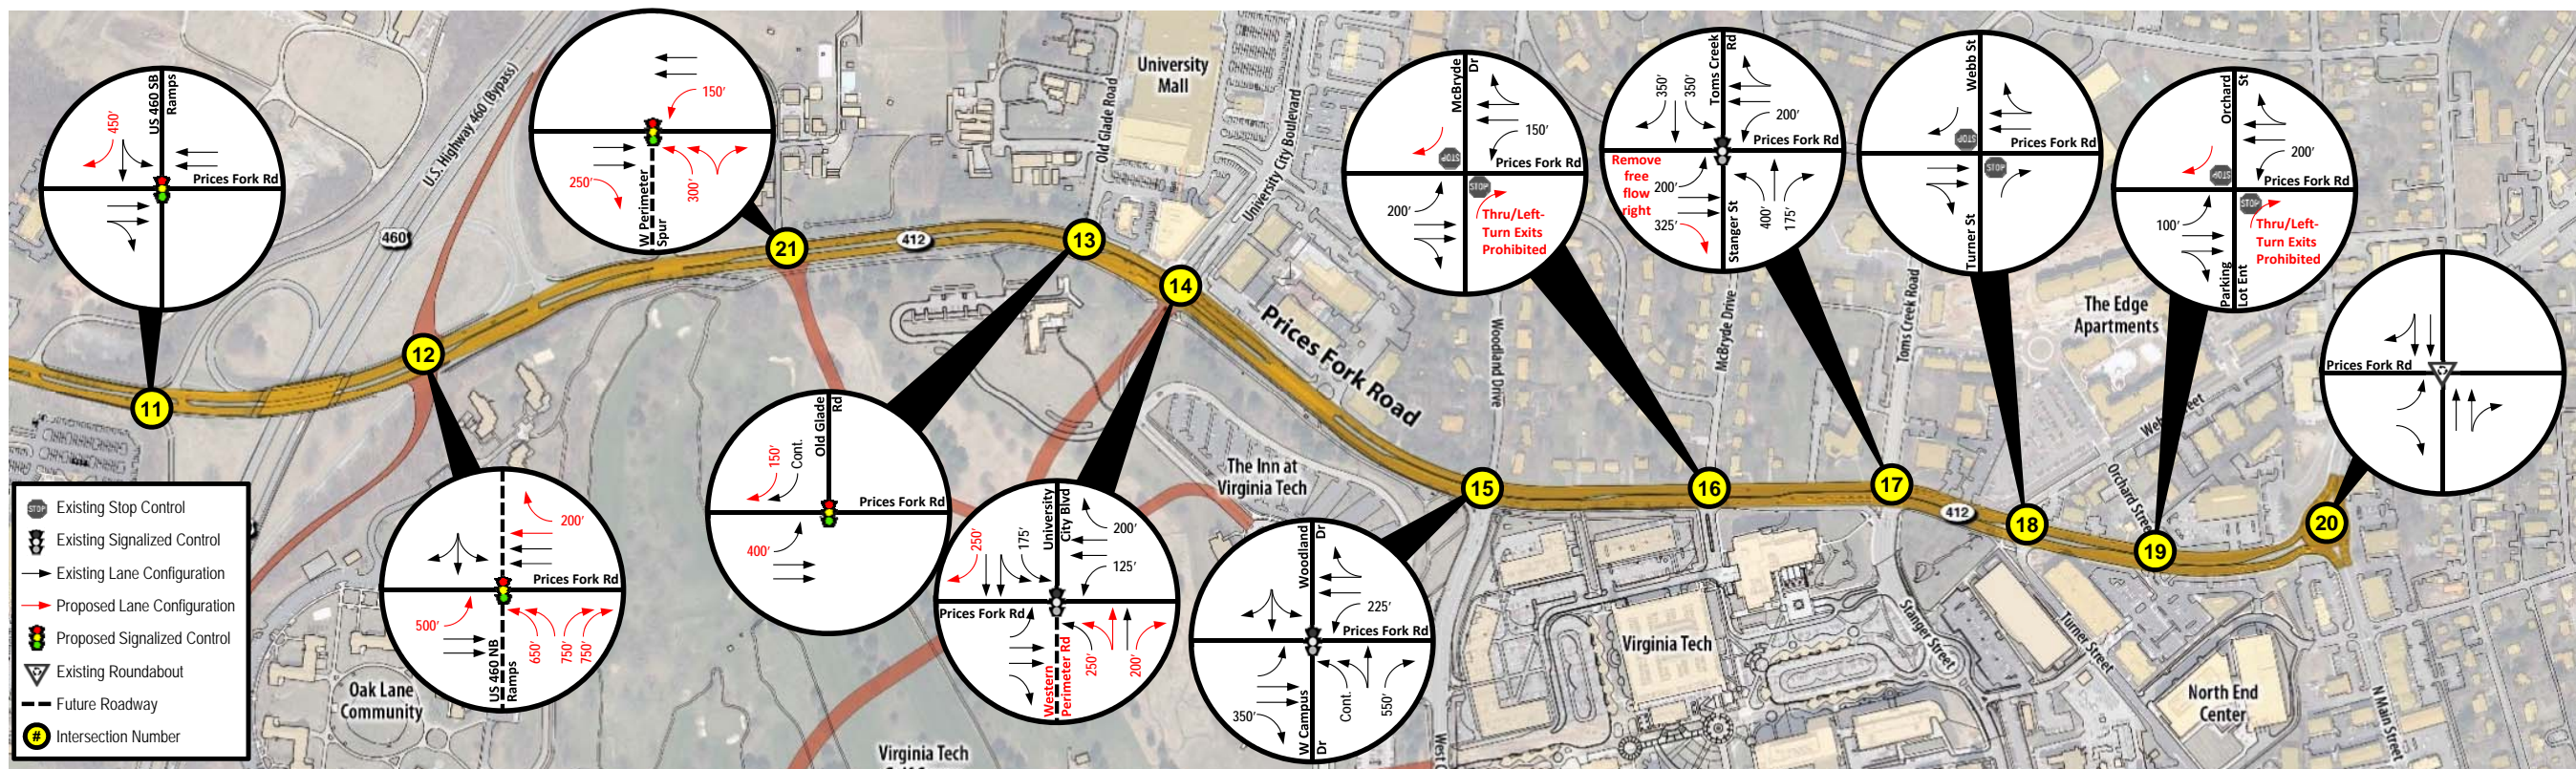 450'
US 460 SB
Ramps
Prices Fork Rd
11
U.S. Highway 460 (Bypass)
460
12
150'
250'
300'
W Perimeter
Spur
21
412
13
Old Glade Road
University
Mall
University City Boulevard
14
Prices Fork Road
McBryde
Dr
150'
Prices Fork Rd
STOP
STOP
200'
Thru/Left-
Turn Exits
Prohibited
350'
350'
Toms Creek
Rd
200'
Prices Fork Rd
Remove
free
flow
right
200'
325'
Stanger St
400'
175'
Webb St
STOP
Prices Fork Rd
STOP
Turner St
Orchard
St
200'
STOP
Prices Fork Rd
STOP
100'
Thru/Left-
Turn Exits
Prohibited
Parking
Lot Ent
Prices Fork Rd
Woodland Drive
McBryde Drive
Toms Creek Road
The Edge
Apartments
Orchard Street
15
16
17
412
18
19
20
STOP
Existing Stop Control
Existing Signalized Control
Existing Lane Configuration
Proposed Lane Configuration
Proposed Signalized Control
Existing Roundabout
Future Roadway
#
Intersection Number
Oak Lane
Community
200'
Prices Fork Rd
500'
US 460 NB
Ramps
650'
750'
750'
150'
Cont.
Old Glade
Rd
Prices Fork Rd
400'
250'
175'
University
City Blvd
200'
125'
Prices Fork Rd
Western
Perimeter Rd
250'
200'
The Inn at
Virginia Tech
Woodland
Dr
225'
Prices Fork Rd
350'
W Campus
Dr
Cont.
550'
Virginia Tech
Virginia Tech
Stanger Street
Turner Street
North End
Center
N Main Street